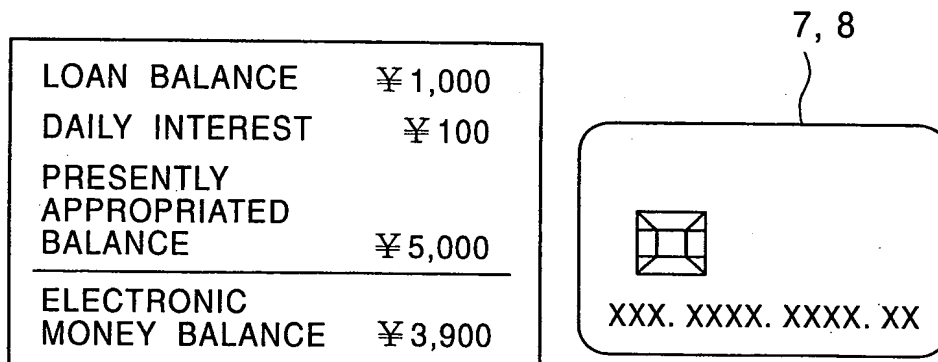 7, 8
LOAN BALANCE ¥1,000
DAILY INTEREST ¥100
PRESENTLY
APPROPRIATED
BALANCE ¥5,000
ELECTRONIC
MONEY BALANCE ¥3,900
XXX. XXXX. XXXX. XX